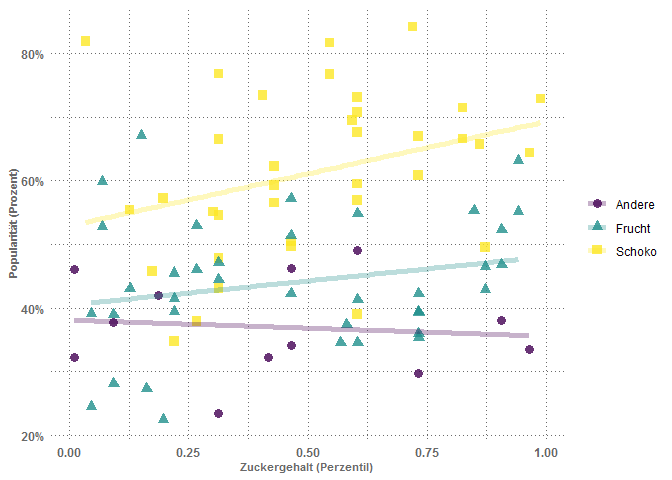 80%
60%
40%
20%
Popularität (Prozent)
0.00 0.25 0.50 0.75 1.00
Zuckergehalt (Perzentil)
Andere
Frucht
Schoko